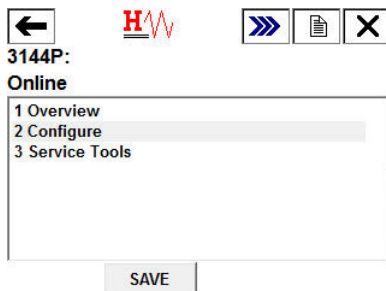 H
3144P:
Online
1 Overview
2 Configure
3 Service Tools
SAVE